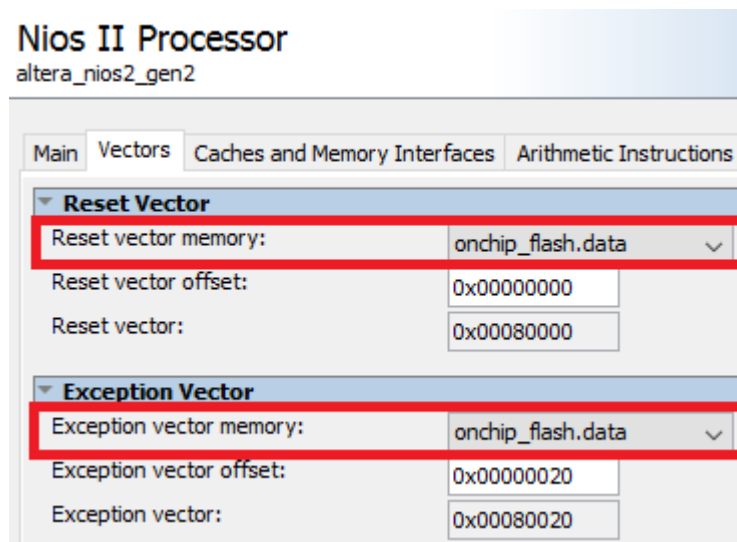 Nios II Processor
altera_nios2_gen2
Main Vectors Caches and Memory Interfaces Arithmetic Instructions
Reset Vector
Reset vector memory: onchip_flash.data
Reset vector offset: 0x00000000
Reset vector: 0x00080000
Exception Vector
Exception vector memory: onchip_flash.data
Exception vector offset: 0x00000020
Exception vector: 0x00080020